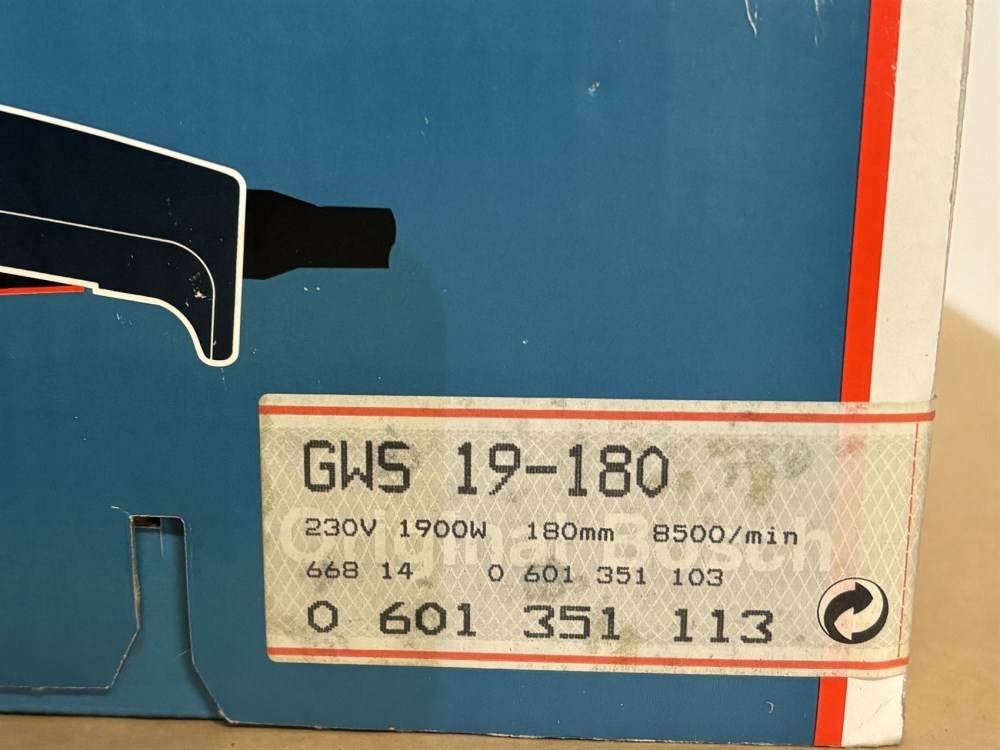 GWS 19-180
230V 1900W 180mm 8500/min
Original Bosch
668 14 0 601 351 103
0 601 351 113